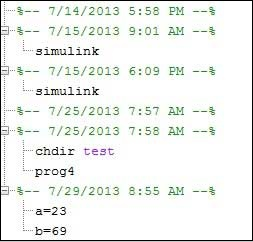 %-- 7/14/2013 5:58 PM --%
%-- 7/15/2013 9:01 AM --%
simulink
%-- 7/15/2013 6:09 PM --%
simulink
%-- 7/25/2013 7:57 AM --%
%-- 7/25/2013 7:58 AM --%
chdir test
prog4
%-- 7/29/2013 8:55 AM --%
a=23
b=69